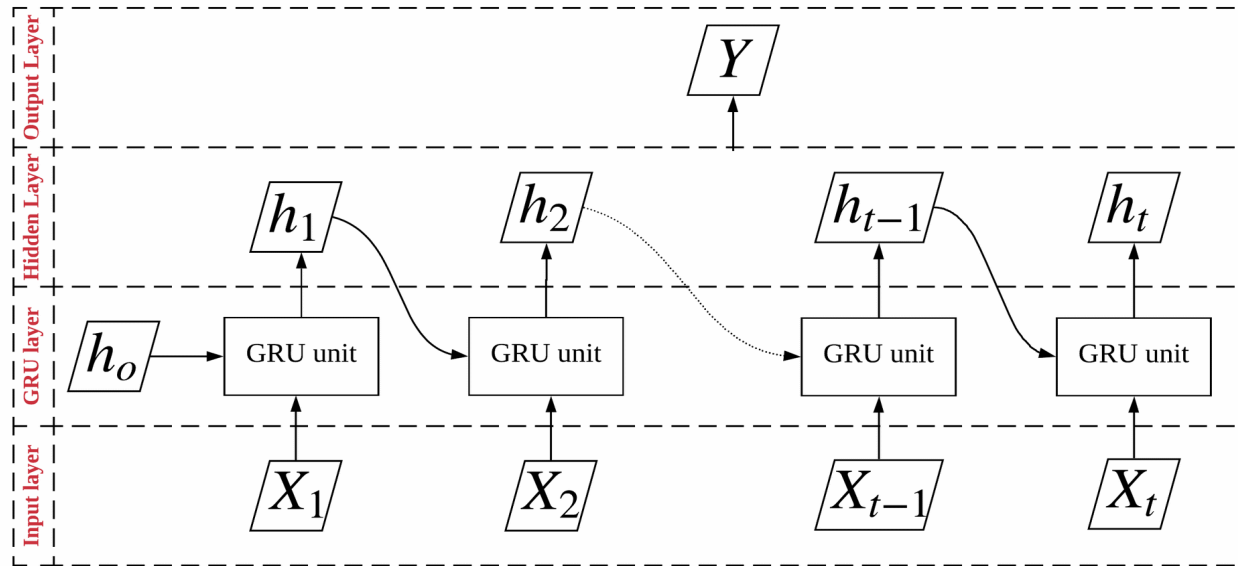 Output Layer
Y
Hidden Layer
h₁
h₂
hₜ₋₁
hₜ
GRU layer
hₒ
GRU unit
GRU unit
GRU unit
GRU unit
Input layer
X₁
X₂
Xₜ₋₁
Xₜ